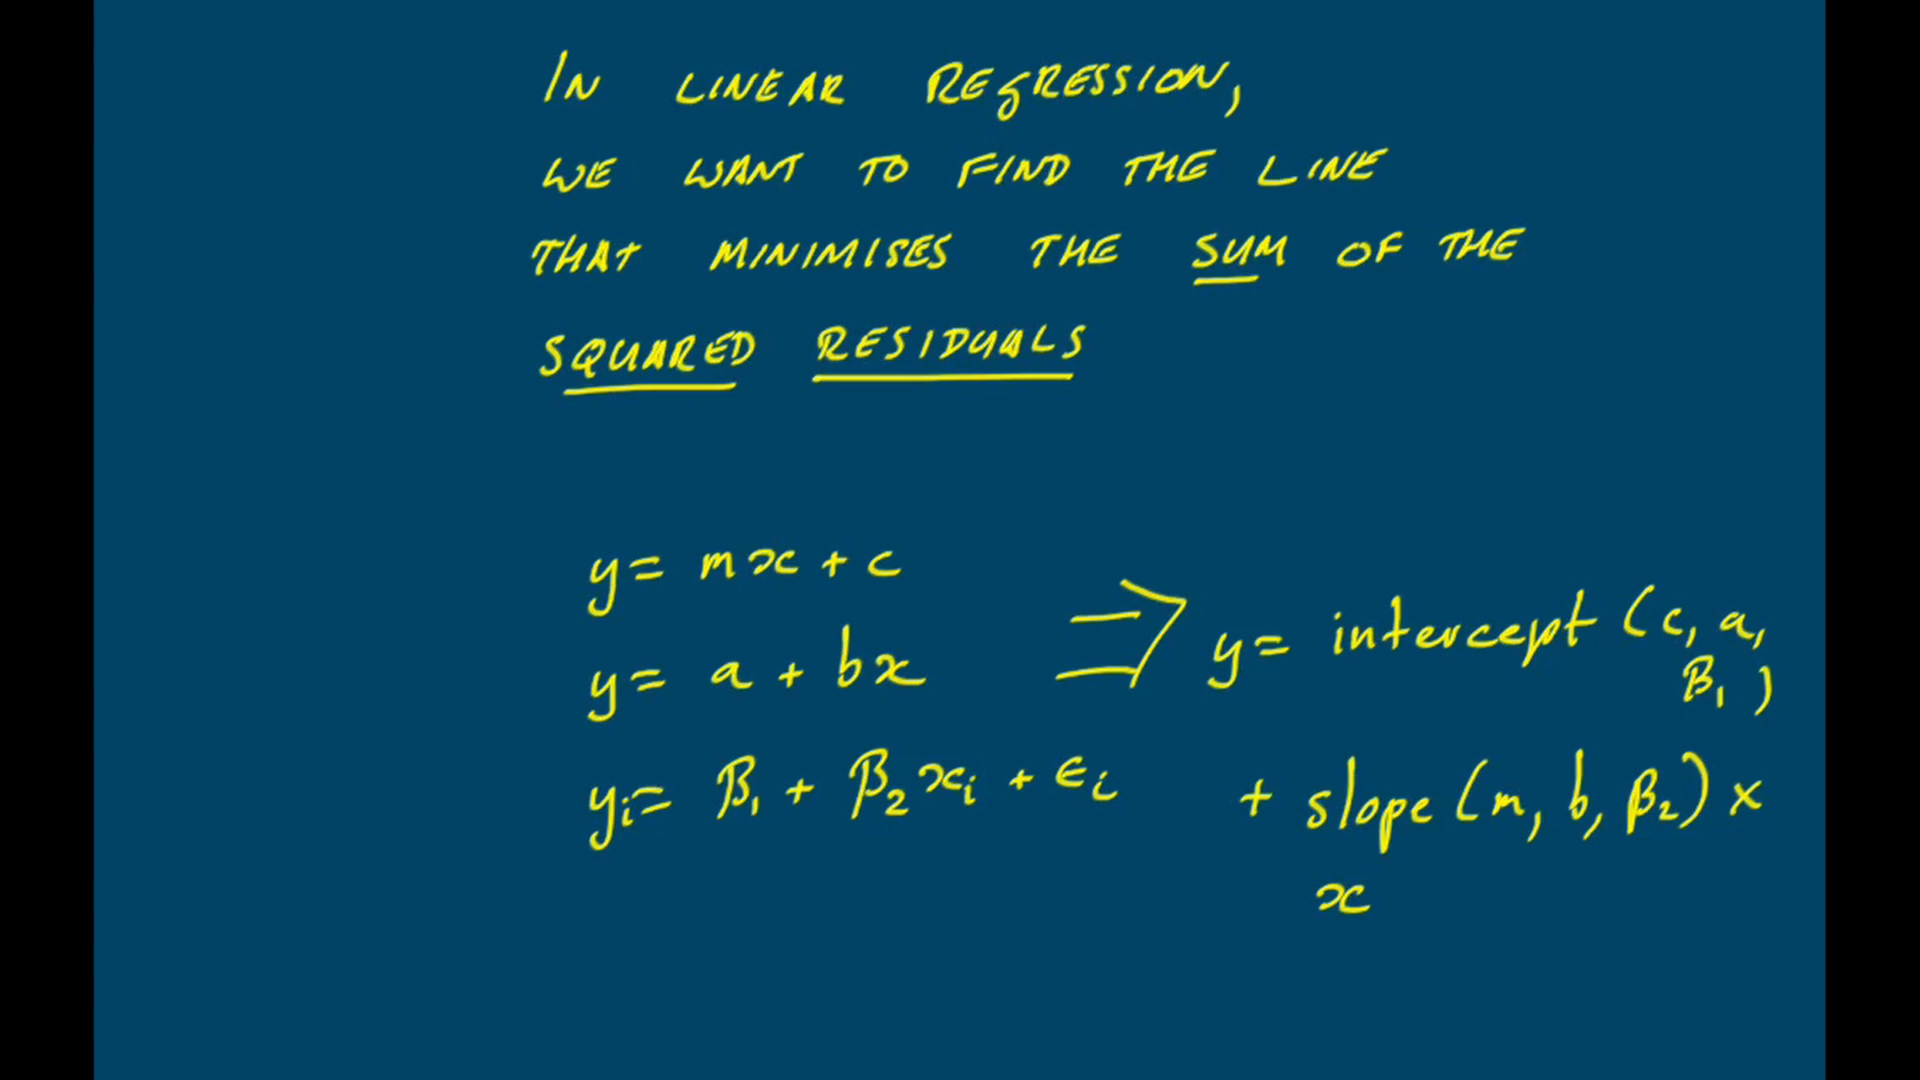 IN LINEAR REGRESSION,
WE WANT TO FIND THE LINE
THAT MINIMISES THE SUM OF THE
SQUARED RESIDUALS
y = mx + c
y = a + bx
yᵢ = β₁ + β₂xᵢ + ϵᵢ
⇒ y = intercept (c, a,
β₁)
+ slope (m, b, β₂) ×
x